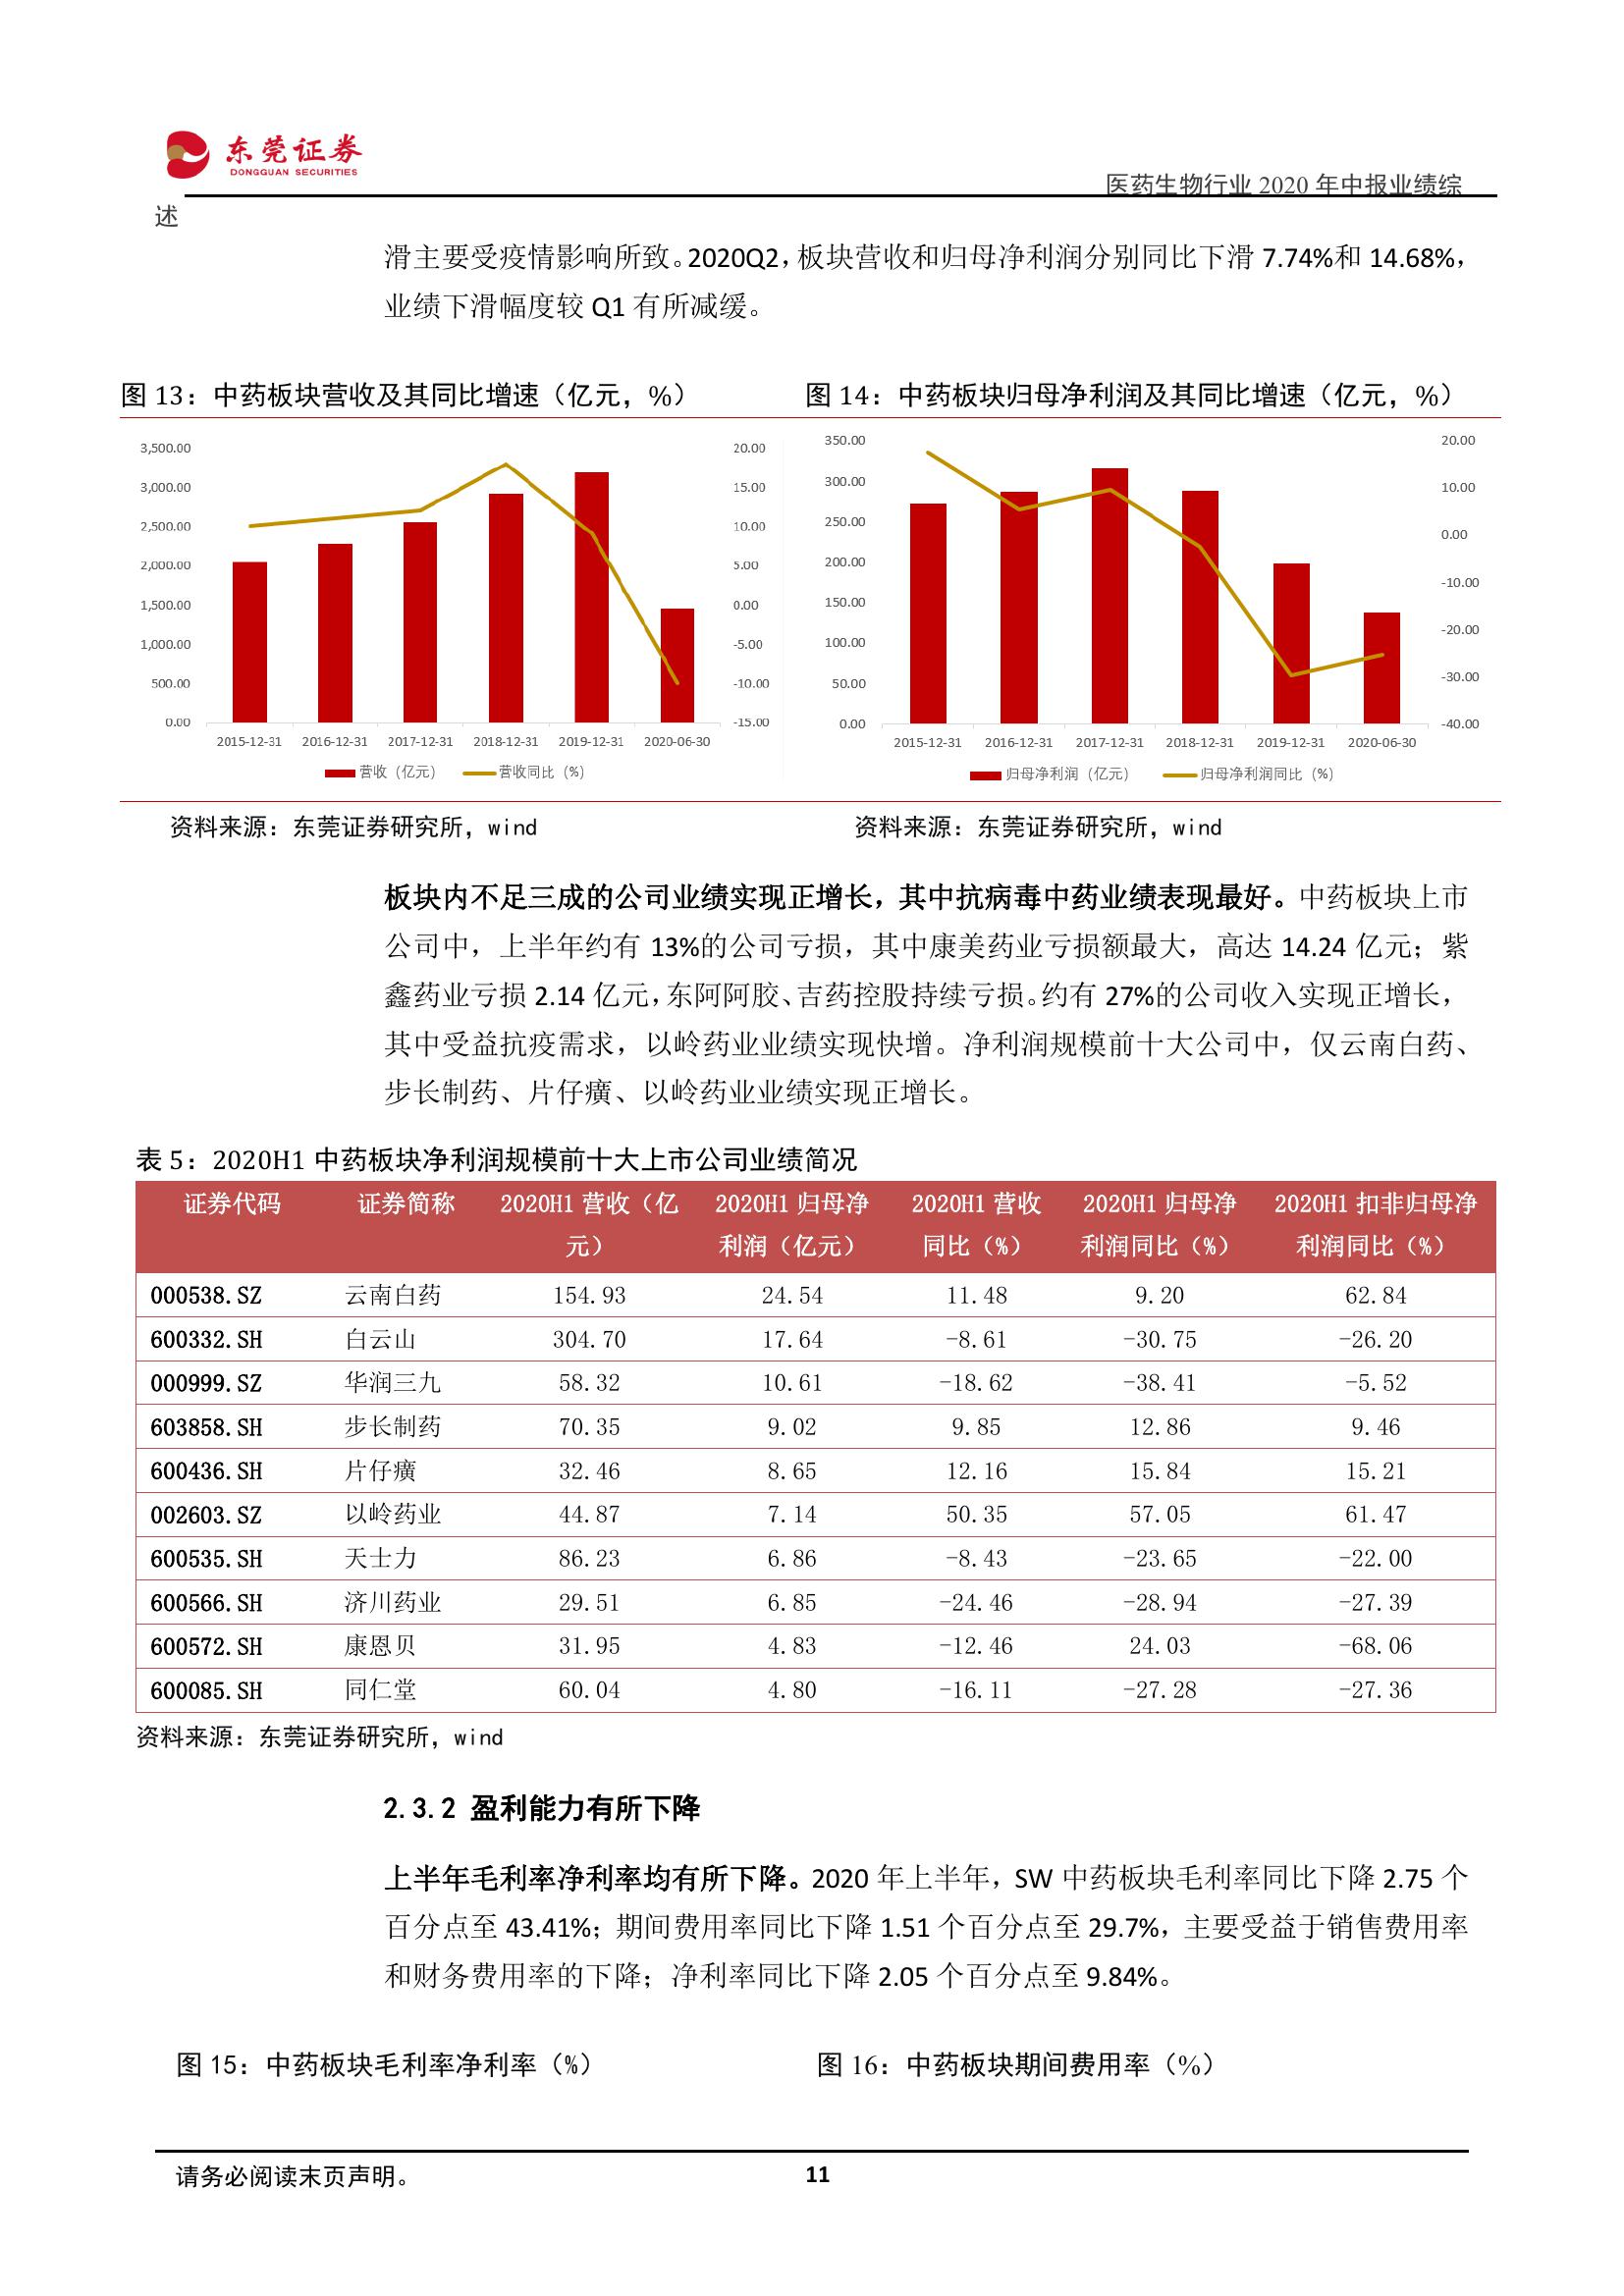 东莞证券
DONGGUAN SECURITIES
医药生物行业 2020 年中报业绩综
述
滑主要受疫情影响所致。2020Q2，板块营收和归母净利润分别同比下滑 7.74%和 14.68%，
业绩下滑幅度较 Q1 有所减缓。
图 13：中药板块营收及其同比增速（亿元，%）
3,500.00
3,000.00
2,500.00
2,000.00
1,500.00
1,000.00
500.00
0.00
20.00
15.00
10.00
5.00
0.00
-5.00
-10.00
-15.00
2015-12-31 2016-12-31 2017-12-31 2018-12-31 2019-12-31 2020-06-30
营收（亿元） 营收同比（%）
图 14：中药板块归母净利润及其同比增速（亿元，%）
350.00
300.00
250.00
200.00
150.00
100.00
50.00
0.00
20.00
10.00
0.00
-10.00
-20.00
-30.00
-40.00
2015-12-31 2016-12-31 2017-12-31 2018-12-31 2019-12-31 2020-06-30
归母净利润（亿元） 归母净利润同比（%）
资料来源：东莞证券研究所，wind
资料来源：东莞证券研究所，wind
板块内不足三成的公司业绩实现正增长，其中抗病毒中药业绩表现最好。中药板块上市
公司中，上半年约有 13%的公司亏损，其中康美药业亏损额最大，高达 14.24 亿元；紫
鑫药业亏损 2.14 亿元，东阿阿胶、吉药控股持续亏损。约有 27%的公司收入实现正增长，
其中受益抗疫需求，以岭药业业绩实现快增。净利润规模前十大公司中，仅云南白药、
步长制药、片仔癀、以岭药业业绩实现正增长。
表 5：2020H1 中药板块净利润规模前十大上市公司业绩简况
证券代码 证券简称 2020H1 营收（亿 2020H1 归母净 2020H1 营收 2020H1 归母净 2020H1 扣非归母净
元） 利润（亿元） 同比（%） 利润同比（%） 利润同比（%）
000538.SZ 云南白药 154.93 24.54 11.48 9.20 62.84
600332.SH 白云山 304.70 17.64 -8.61 -30.75 -26.20
000999.SZ 华润三九 58.32 10.61 -18.62 -38.41 -5.52
603858.SH 步长制药 70.35 9.02 9.85 12.86 9.46
600436.SH 片仔癀 32.46 8.65 12.16 15.84 15.21
002603.SZ 以岭药业 44.87 7.14 50.35 57.05 61.47
600535.SH 天士力 86.23 6.86 -8.43 -23.65 -22.00
600566.SH 济川药业 29.51 6.85 -24.46 -28.94 -27.39
600572.SH 康恩贝 31.95 4.83 -12.46 24.03 -68.06
600085.SH 同仁堂 60.04 4.80 -16.11 -27.28 -27.36
资料来源：东莞证券研究所，wind
2.3.2 盈利能力有所下降
上半年毛利率净利率均有所下降。2020 年上半年，SW 中药板块毛利率同比下降 2.75 个
百分点至 43.41%；期间费用率同比下降 1.51 个百分点至 29.7%，主要受益于销售费用率
和财务费用率的下降；净利率同比下降 2.05 个百分点至 9.84%。
图 15：中药板块毛利率净利率（%）
图 16：中药板块期间费用率（%）
请务必阅读末页声明。
11